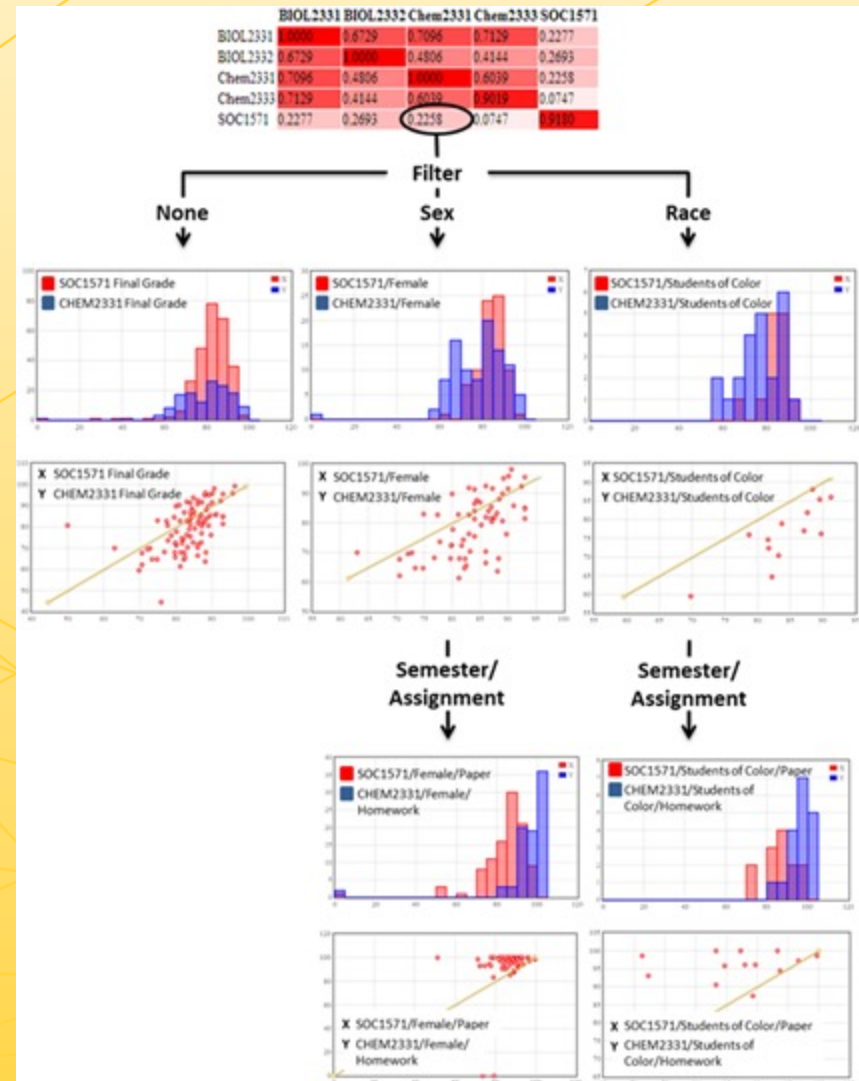 BIOL2331 BIOL2332 Chem2331 Chem2333 SOC1571
BIOL2331 1.0000 0.6729 0.7096 0.7129 0.2277
BIOL2332 0.6729 1.0000 0.4806 0.4144 0.2693
Chem2331 0.7096 0.4806 1.0000 0.6039 0.2258
Chem2333 0.7129 0.4144 0.6039 0.9019 0.0747
SOC1571 0.2277 0.2693 0.2258 0.0747 0.9180
Filter
None Sex Race
SOC1571 Final Grade
CHEM2331 Final Grade
X
Y
SOC1571/Female
CHEM2331/Female
X
Y
SOC1571/Students of Color
CHEM2331/Students of Color
X SOC1571 Final Grade
Y CHEM2331 Final Grade
X SOC1571/Female
Y CHEM2331/Female
X SOC1571/Students of Color
Y CHEM2331/Students of Color
Semester/
Assignment
Semester/
Assignment
SOC1571/Female/Paper
CHEM2331/Female/
Homework
SOC1571/Students of Color/Paper
CHEM2331/Students of
Color/Homework
X SOC1571/Female/Paper
Y CHEM2331/Female/
Homework
X SOC1571/Students of Color/Paper
Y CHEM2331/Students of
Color/Homework